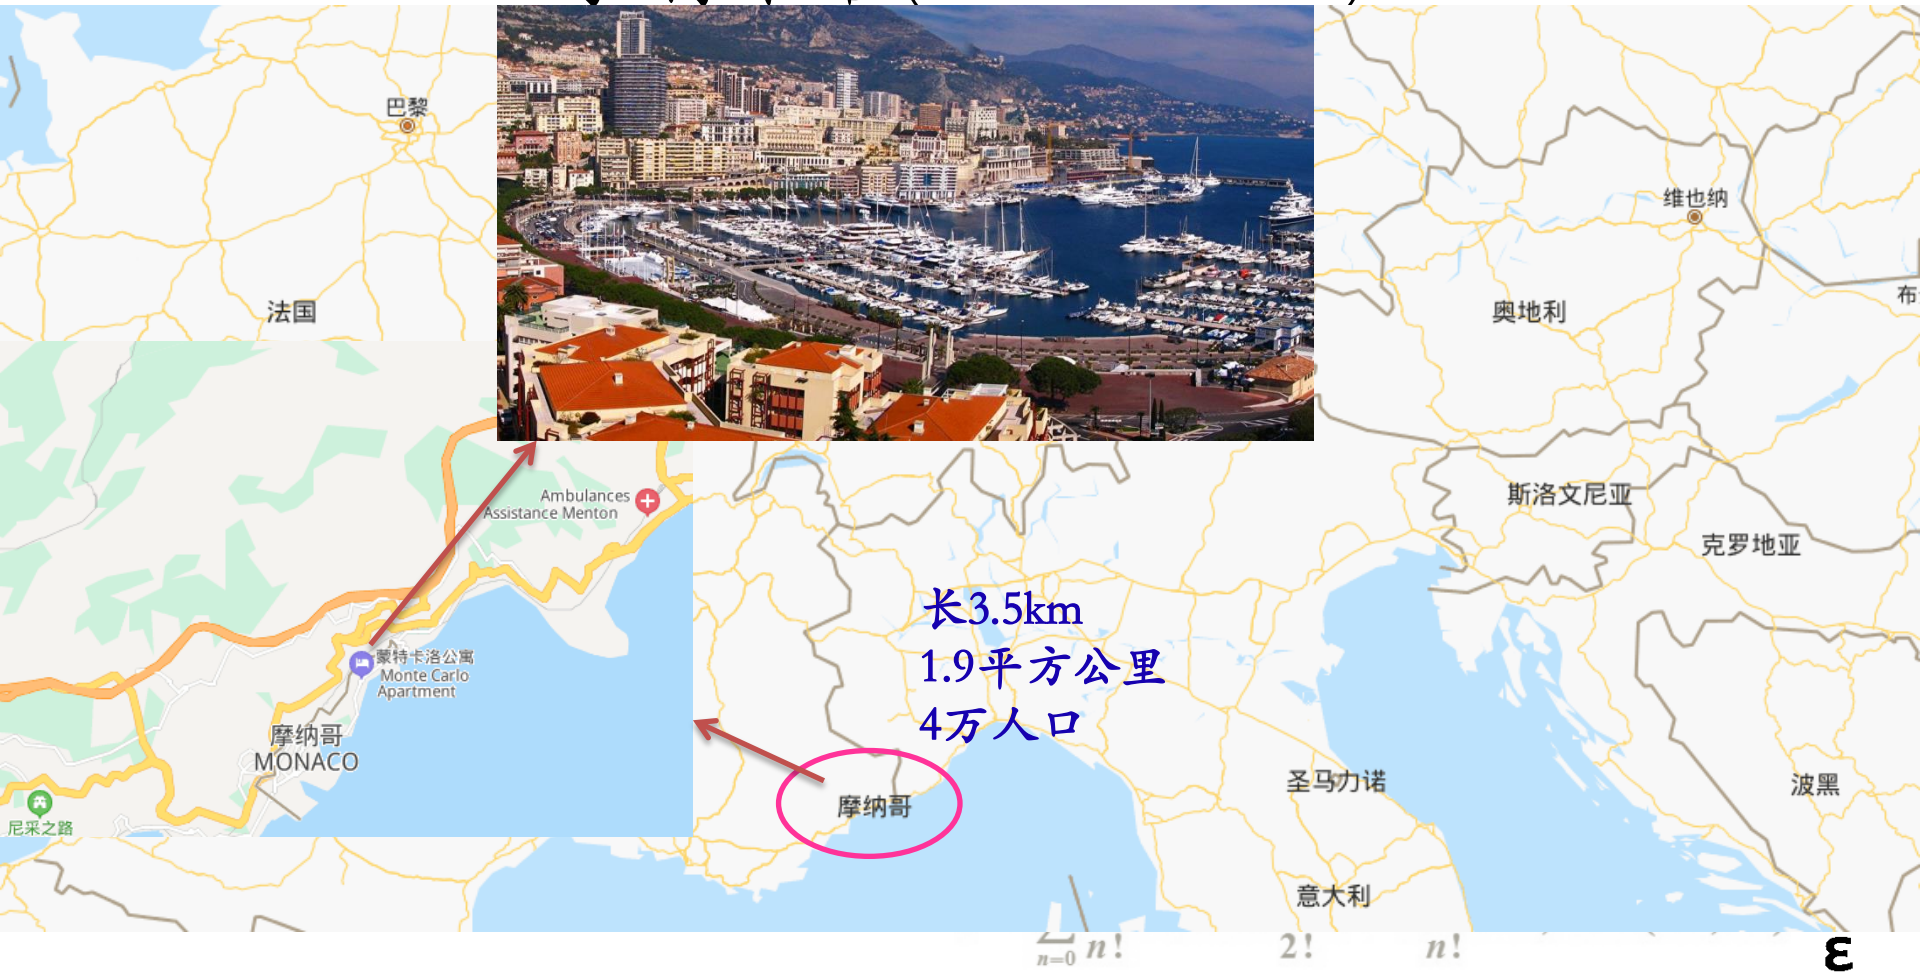 巴黎
维也纳
法国
奥地利
布
Ambulances
Assistance Menton
斯洛文尼亚
克罗地亚
长3.5km
1.9平方公里
4万人口
蒙特卡洛公寓
Monte Carlo
Apartment
摩纳哥
MONACO
摩纳哥
圣马力诺
波黑
尼采之路
意大利
n=0 n! 2! n!
ε